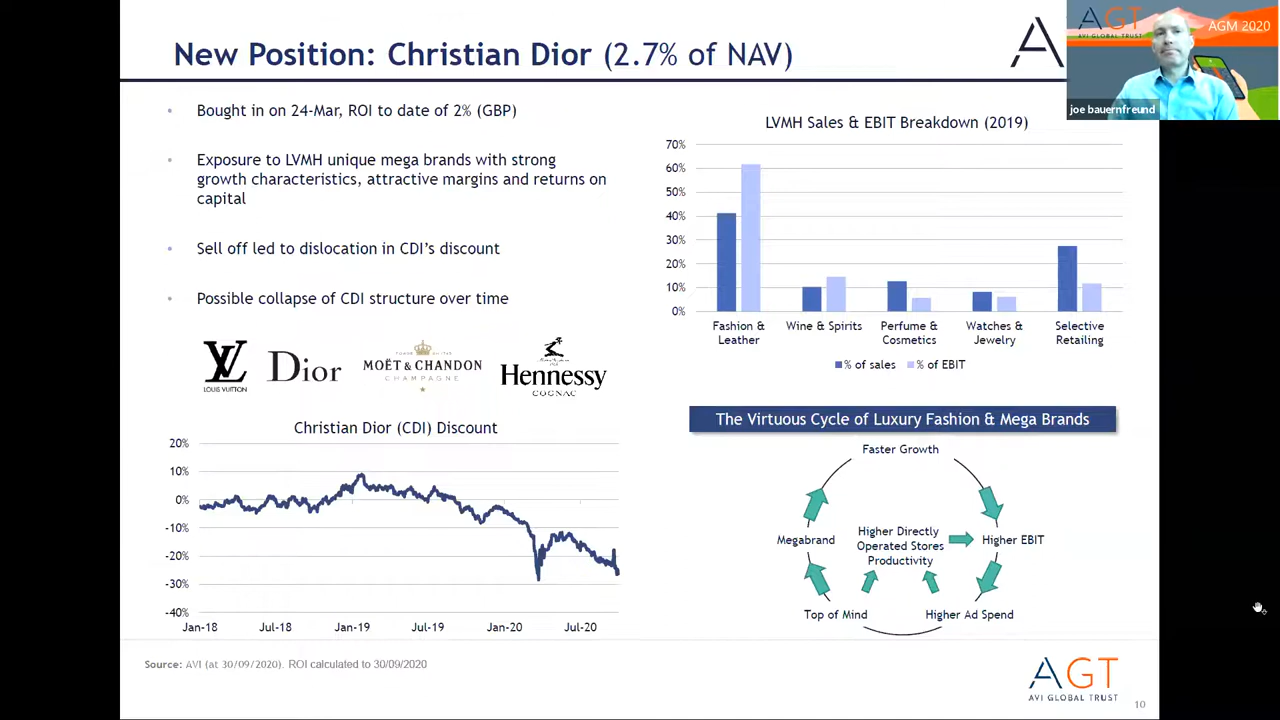 New Position: Christian Dior (2.7% of NAV)
AGT
AVI GLOBAL TRUST
AGM 2020
joe bauernfreund
• Bought in on 24-Mar, ROI to date of 2% (GBP)
• Exposure to LVMH unique mega brands with strong
growth characteristics, attractive margins and returns on
capital
• Sell off led to dislocation in CDI’s discount
• Possible collapse of CDI structure over time
LV
LOUIS VUITTON
Dior
MOËT & CHANDON
CHAMPAGNE
Hennessy
COGNAC
Christian Dior (CDI) Discount
20%
10%
0%
-10%
-20%
-30%
-40%
Jan-18 Jul-18 Jan-19 Jul-19 Jan-20 Jul-20
LVMH Sales & EBIT Breakdown (2019)
70%
60%
50%
40%
30%
20%
10%
0%
Fashion & Wine & Spirits Perfume & Watches & Selective
Leather Cosmetics Jewelry Retailing
% of sales % of EBIT
The Virtuous Cycle of Luxury Fashion & Mega Brands
Faster Growth
Megabrand
Higher Directly
Operated Stores
Productivity
Higher EBIT
Top of Mind
Higher Ad Spend
Source: AVI (at 30/09/2020). ROI calculated to 30/09/2020
AGT
AVI GLOBAL TRUST
10